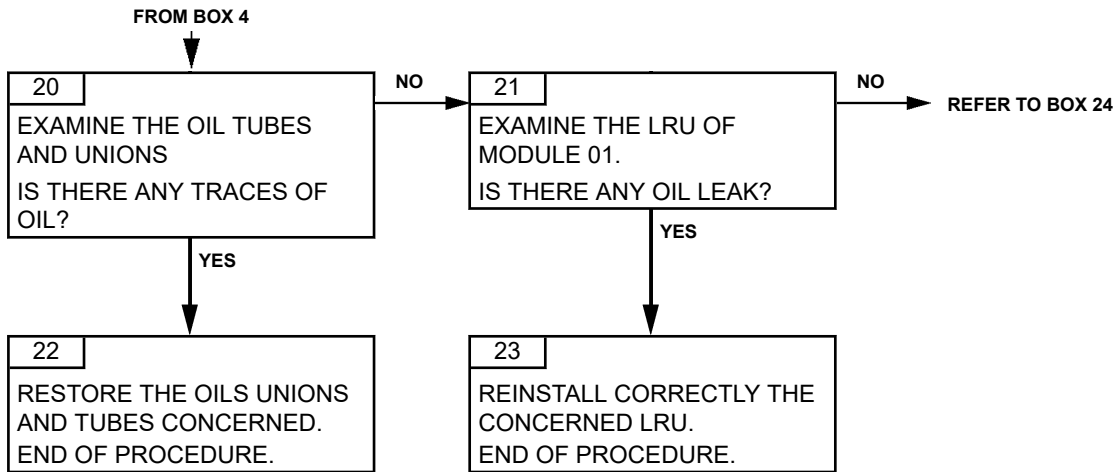 FROM BOX 4
20
EXAMINE THE OIL TUBES
AND UNIONS
IS THERE ANY TRACES OF
OIL?
NO
21
EXAMINE THE LRU OF
MODULE 01.
IS THERE ANY OIL LEAK?
NO
REFER TO BOX 24
YES
YES
22
RESTORE THE OILS UNIONS
AND TUBES CONCERNED.
END OF PROCEDURE.
23
REINSTALL CORRECTLY THE
CONCERNED LRU.
END OF PROCEDURE.